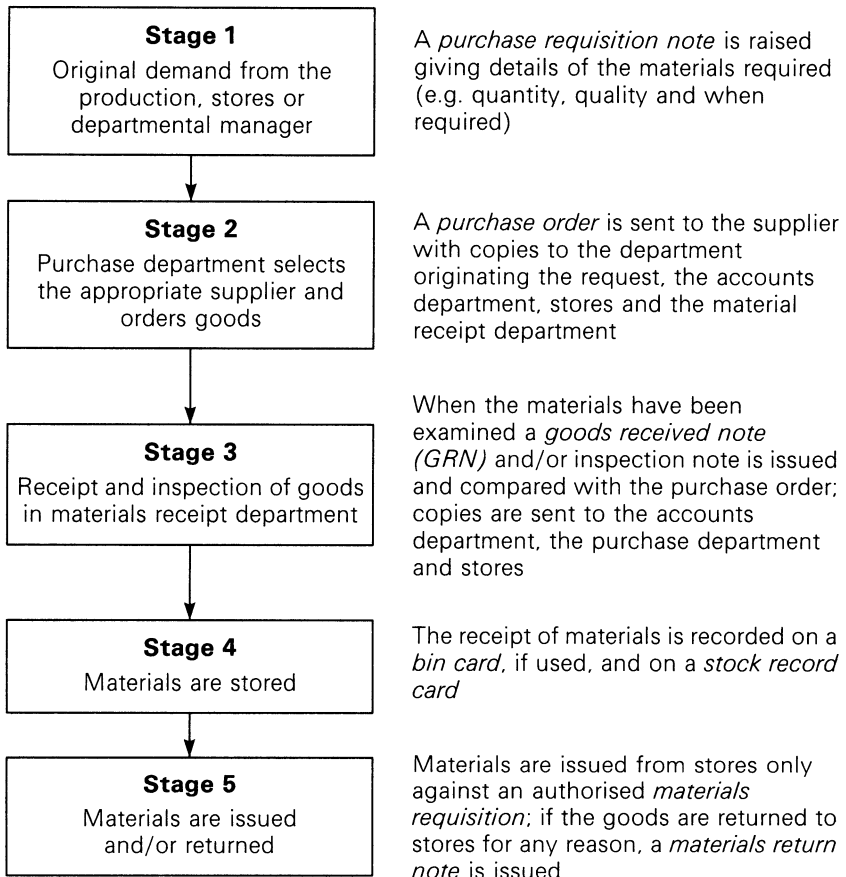 Stage 1
Original demand from the
production, stores or
departmental manager
A purchase requisition note is raised
giving details of the materials required
(e.g. quantity, quality and when
required)
Stage 2
Purchase department selects
the appropriate supplier and
orders goods
A purchase order is sent to the supplier
with copies to the department
originating the request, the accounts
department, stores and the material
receipt department
Stage 3
Receipt and inspection of goods
in materials receipt department
When the materials have been
examined a goods received note
(GRN) and/or inspection note is issued
and compared with the purchase order;
copies are sent to the accounts
department, the purchase department
and stores
Stage 4
Materials are stored
The receipt of materials is recorded on a
bin card, if used, and on a stock record
card
Stage 5
Materials are issued
and/or returned
Materials are issued from stores only
against an authorised materials
requisition; if the goods are returned to
stores for any reason, a materials return
note is issued